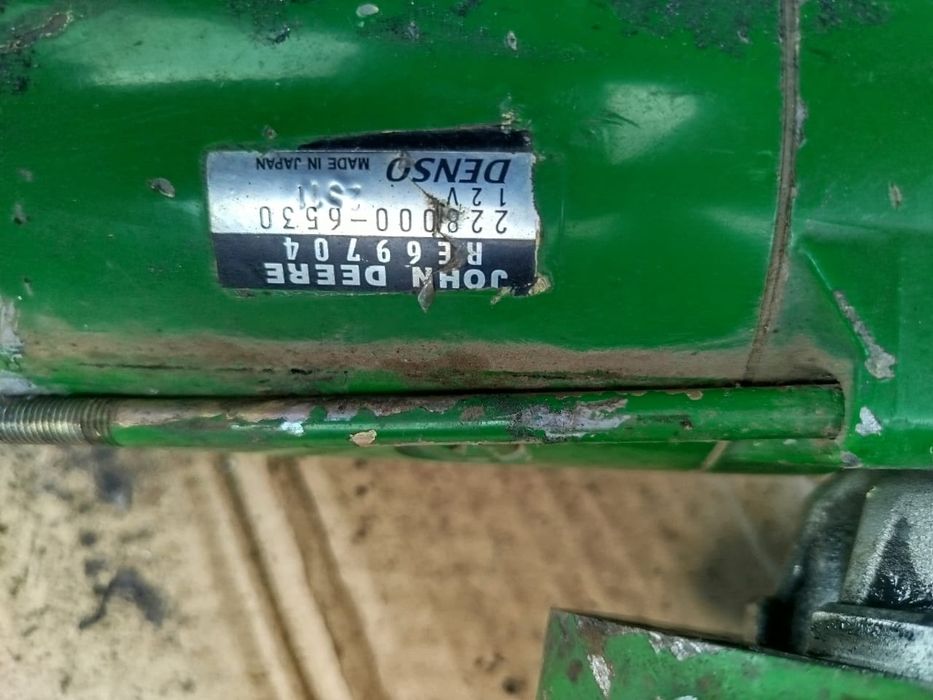 JOHN DEERE
RE69704
228000-6530
12V
DENSO MADE IN JAPAN